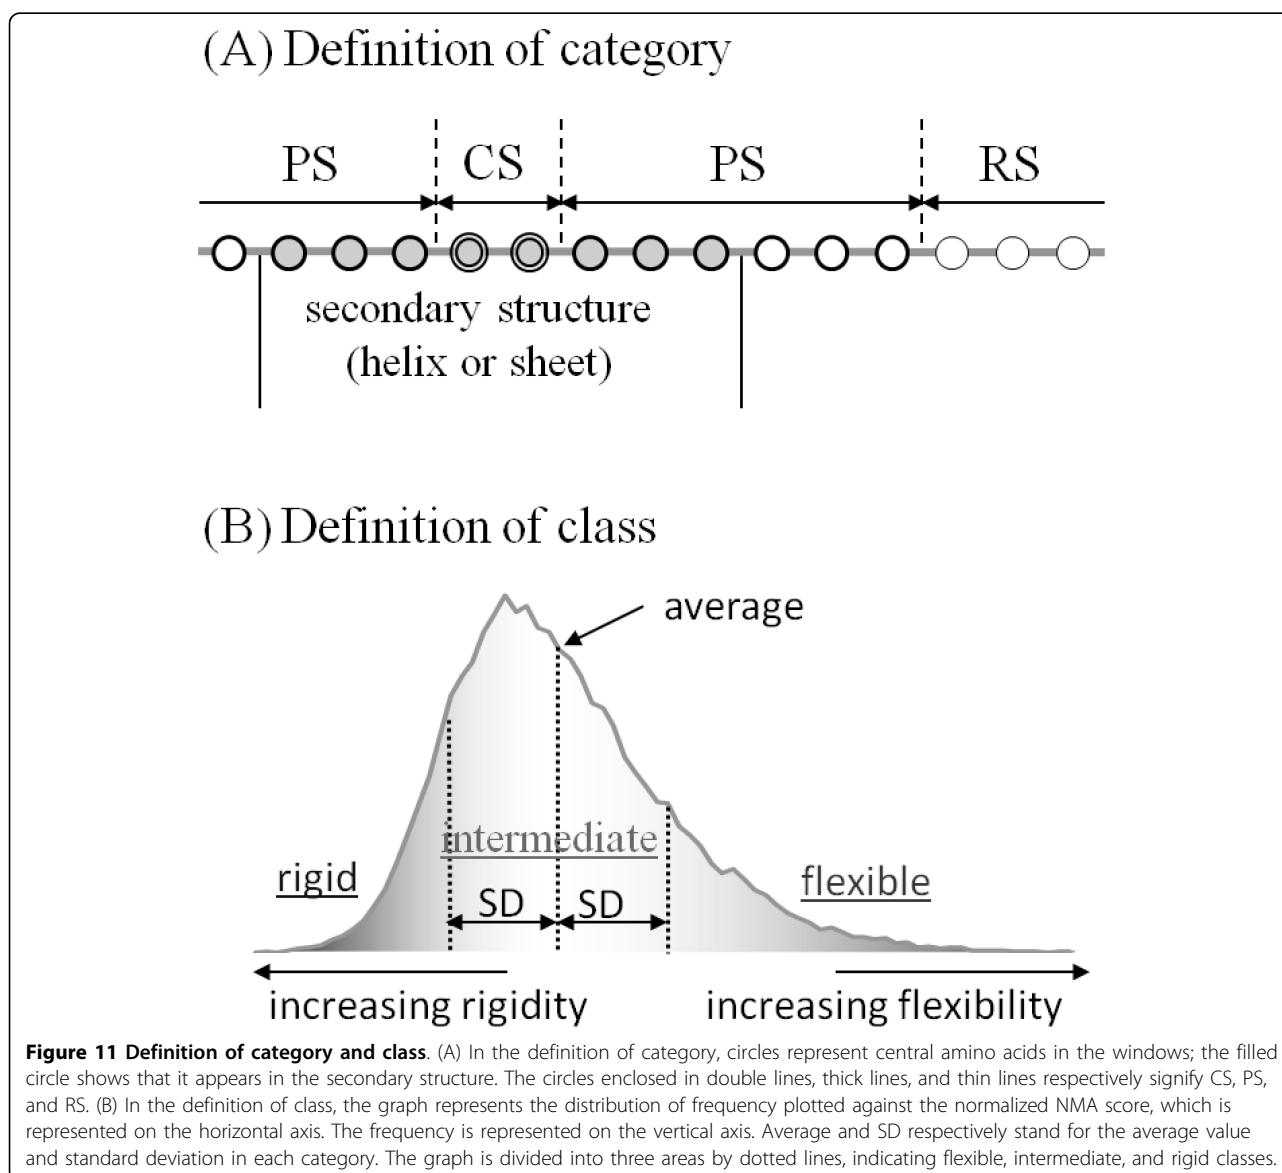 (A) Definition of category
PS CS PS RS
secondary structure
(helix or sheet)
(B) Definition of class
average
intermediate
rigid
flexible
SD SD
increasing rigidity increasing flexibility
Figure 11 Definition of category and class. (A) In the definition of category, circles represent central amino acids in the windows; the filled
circle shows that it appears in the secondary structure. The circles enclosed in double lines, thick lines, and thin lines respectively signify CS, PS,
and RS. (B) In the definition of class, the graph represents the distribution of frequency plotted against the normalized NMA score, which is
represented on the horizontal axis. The frequency is represented on the vertical axis. Average and SD respectively stand for the average value
and standard deviation in each category. The graph is divided into three areas by dotted lines, indicating flexible, intermediate, and rigid classes.